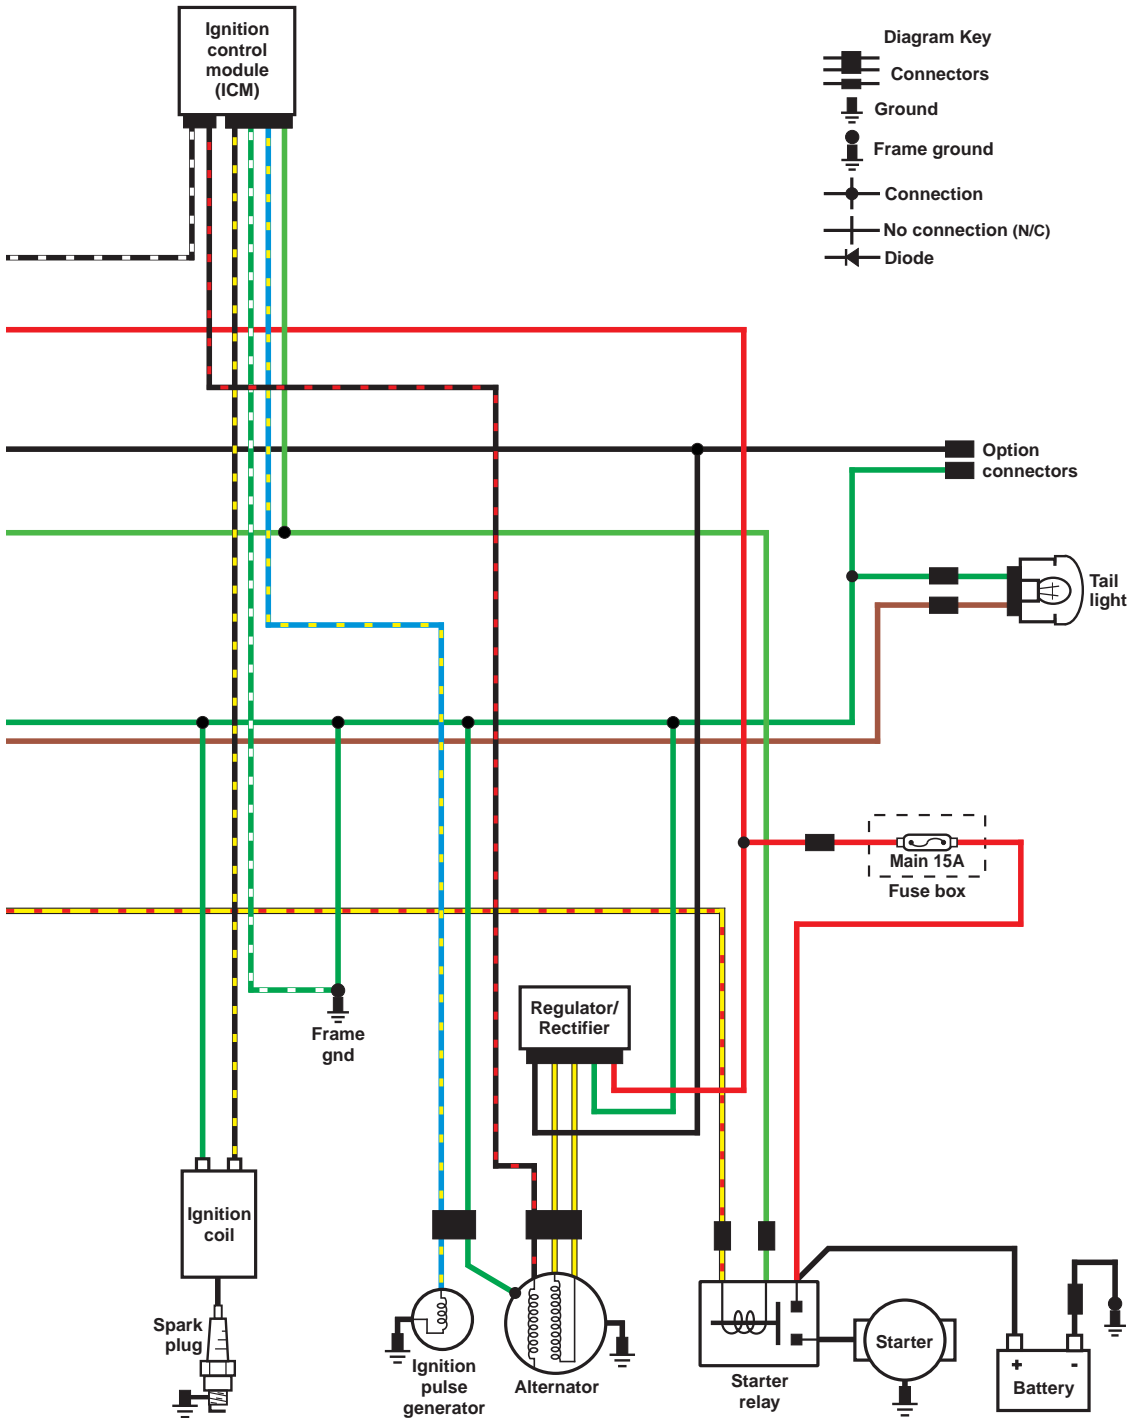 Ignition
control
module
(ICM)
Diagram Key
Connectors
Ground
Frame ground
Connection
No connection (N/C)
Diode
Option
connectors
Tail
light
Main 15A
Fuse box
Frame
gnd
Regulator/
Rectifier
Ignition
coil
Spark
plug
Ignition
pulse
generator
Alternator
Starter
relay
Starter
+ -
Battery